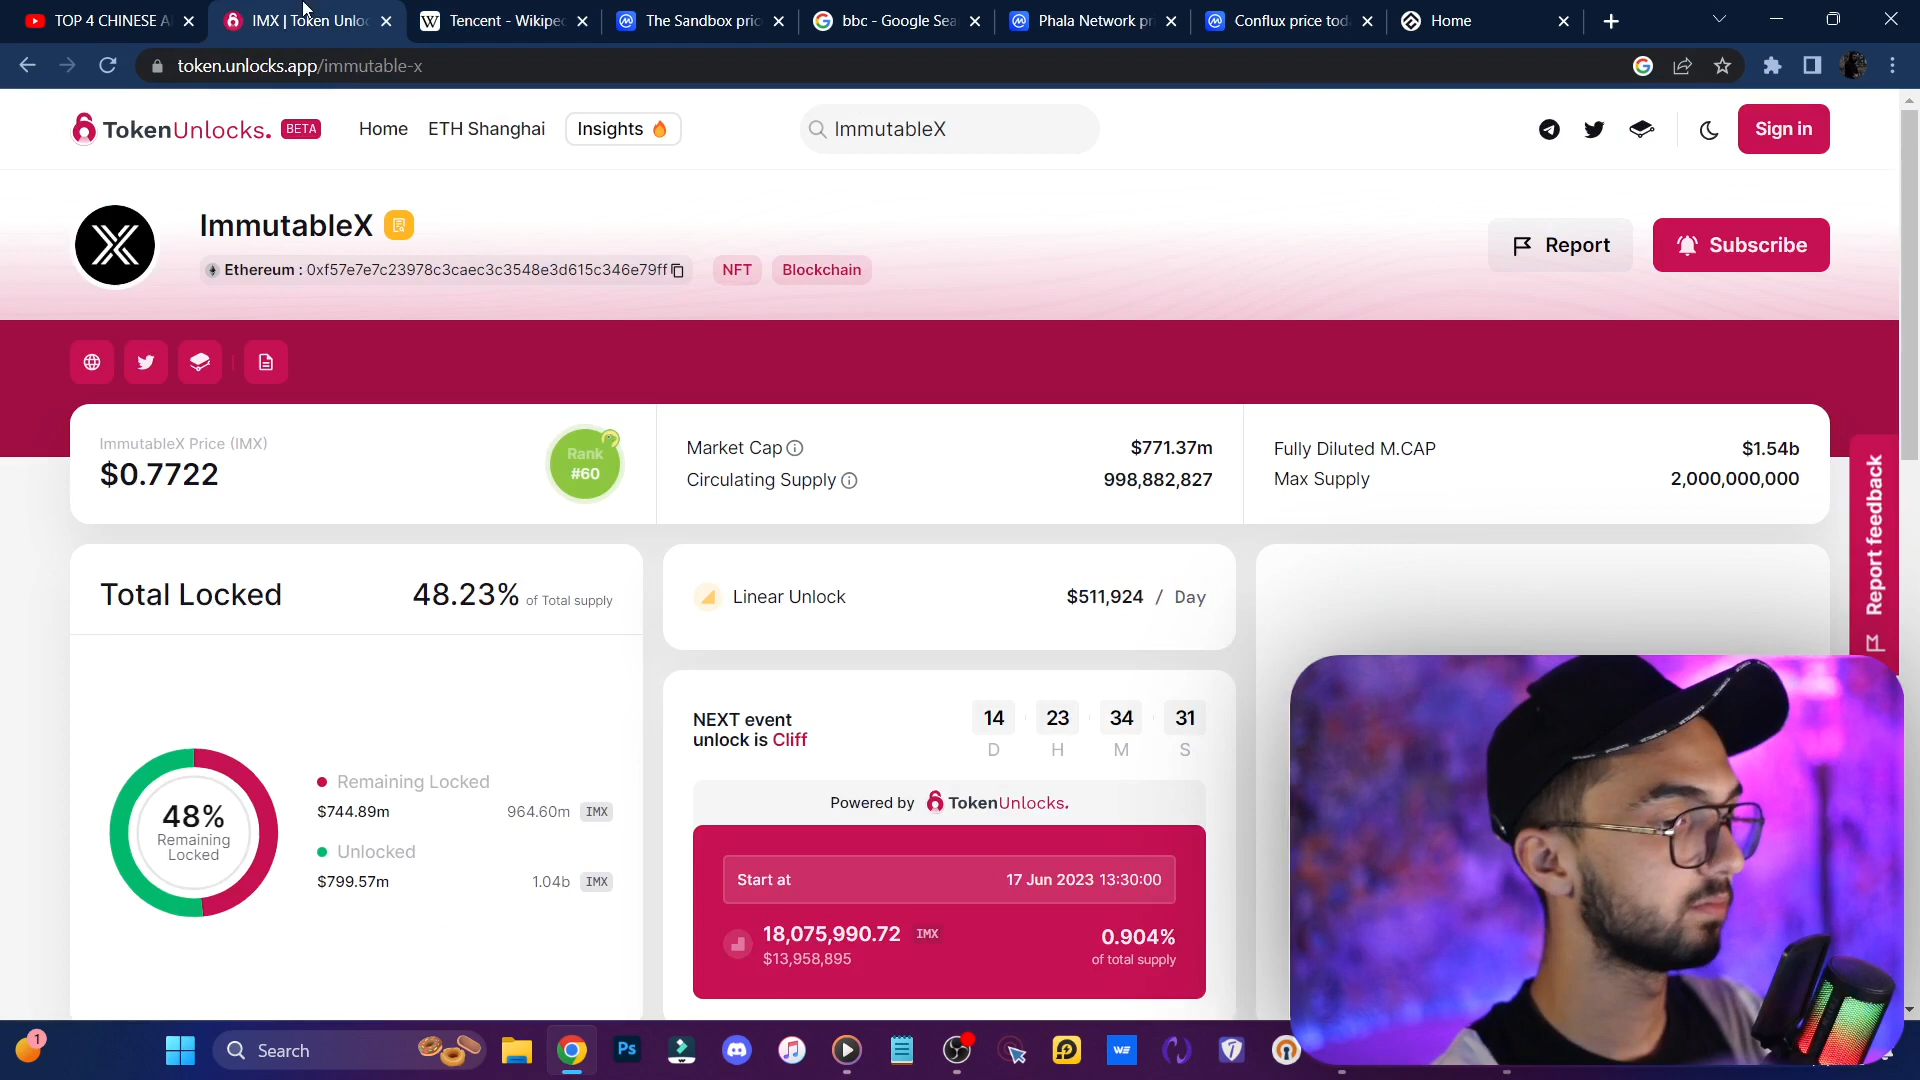 TOP 4 CHINESE A
IMX | Token Unlo
Tencent - Wikipe
The Sandbox pric
bbc - Google Sea
Phala Network pr
Conflux price tod
Home
token.unlocks.app/immutable-x
TokenUnlocks. BETA
Home
ETH Shanghai
Insights
ImmutableX
Sign in
ImmutableX
Ethereum : 0xf57e7e7c23978c3caec3c3548e3d615c346e79ff
NFT
Blockchain
Report
Subscribe
ImmutableX Price (IMX)
$0.7722
Rank
#60
Market Cap
$771.37m
Circulating Supply
998,882,827
Fully Diluted M.CAP
$1.54b
Max Supply
2,000,000,000
Report feedback
Total Locked
48.23% of Total supply
48%
Remaining
Locked
Remaining Locked
$744.89m
964.60m IMX
Unlocked
$799.57m
1.04b IMX
Linear Unlock
$511,924 / Day
NEXT event
unlock is Cliff
14
23
34
31
D
H
M
S
Powered by TokenUnlocks.
Start at
17 Jun 2023 13:30:00
18,075,990.72 IMX
$13,958,895
0.904%
of total supply
1
Search
Ps
WE